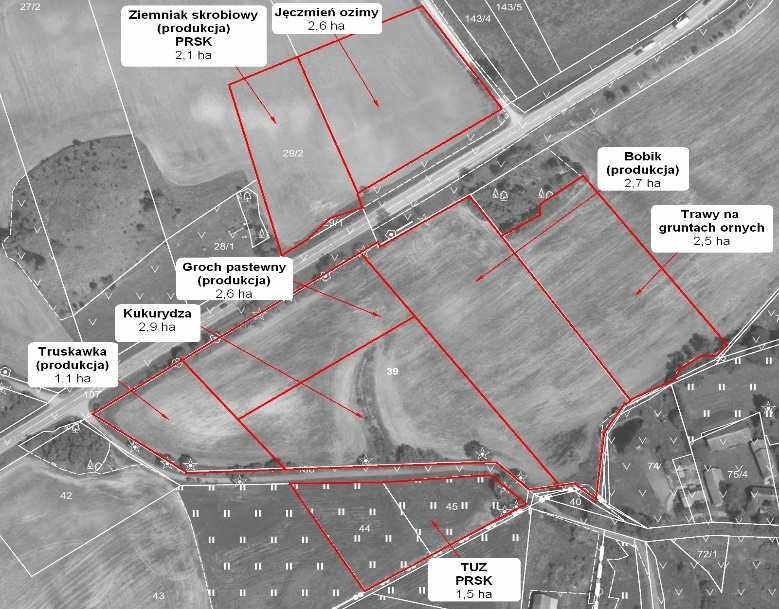 27/2
Ziemniak skrobiowy
(produkcja)
PRSK
2,1 ha
Jęczmień ozimy
2,6 ha
143/4
143/5
29/2
Bobik
(produkcja)
2,7 ha
Trawy na
gruntach ornych
2,5 ha
29/1
28/1
Groch pastewny
(produkcja)
2,6 ha
Kukurydza
2,9 ha
Truskawka
(produkcja)
1,1 ha
39
107
42
44
45
40
74
75/4
72/1
43
TUZ
PRSK
1,5 ha